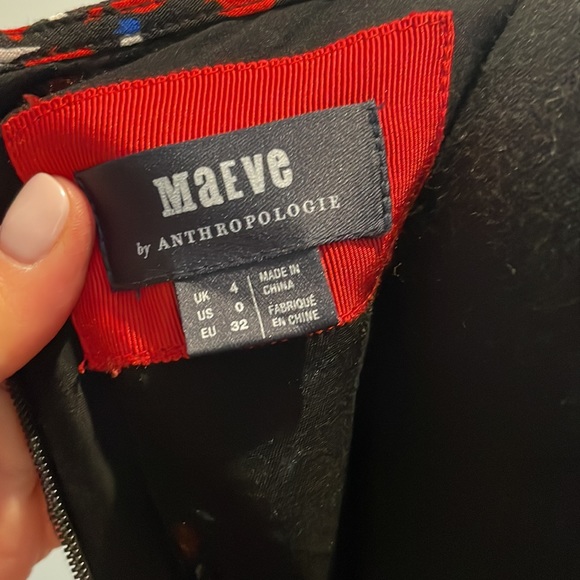 MaEve
by ANTHROPOLOGIE
UK 4
US 0
EU 32
MADE IN
CHINA
FABRIQUÉ
EN CHINE